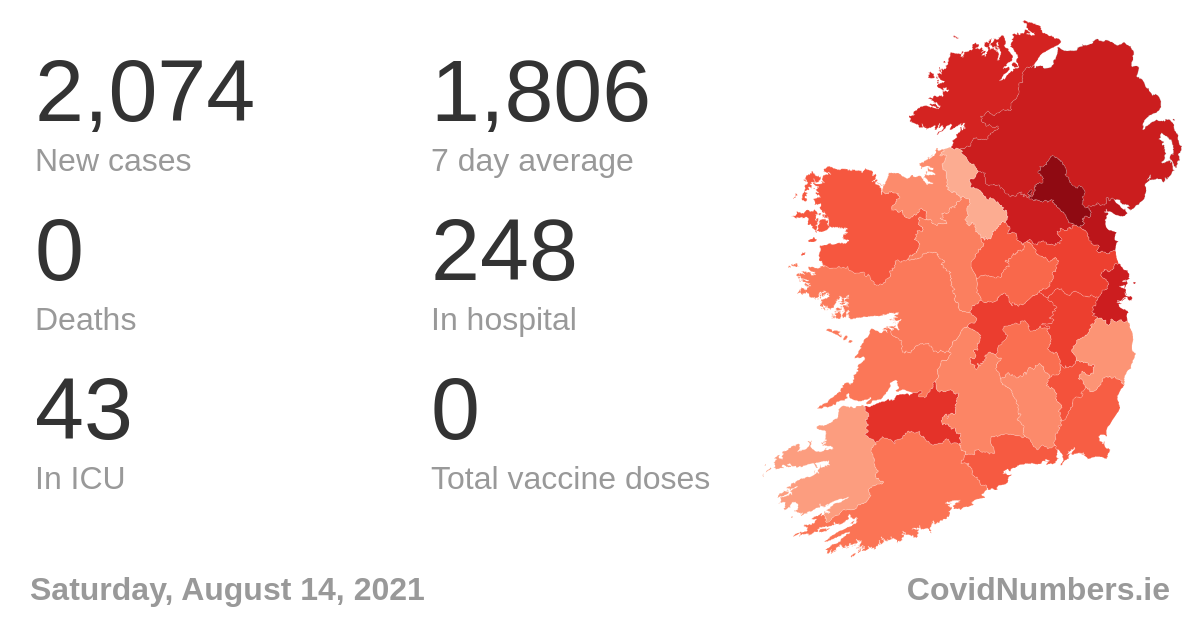 2,074
New cases
1,806
7 day average
0
Deaths
248
In hospital
43
In ICU
0
Total vaccine doses
Saturday, August 14, 2021
CovidNumbers.ie